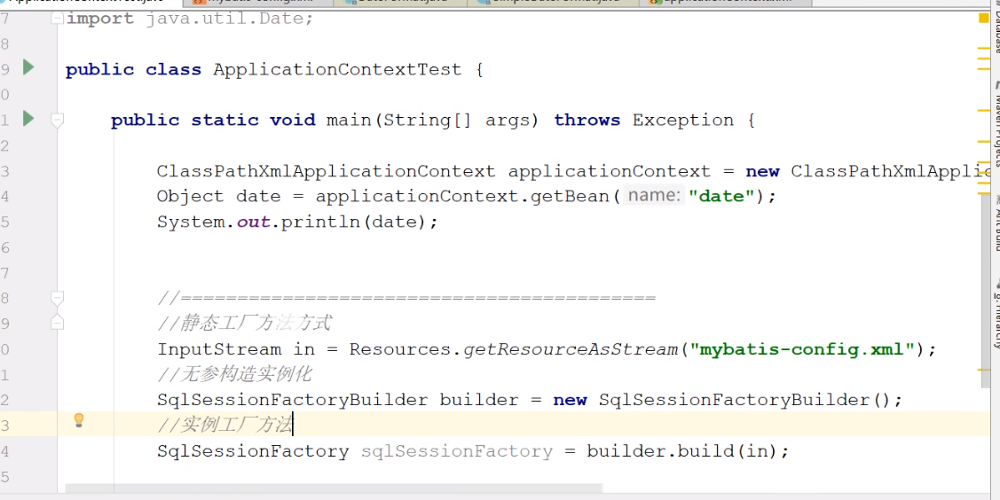 import java.util.Date;
public class ApplicationContextTest {
public static void main(String[] args) throws Exception {
ClassPathXmlApplicationContext applicationContext = new ClassPathXmlApplic
Object date = applicationContext.getBean( name: "date");
System.out.println(date);
//==========================================
//静态工厂方法方式
InputStream in = Resources.getResourceAsStream("mybatis-config.xml");
//无参构造实例化
SqlSessionFactoryBuilder builder = new SqlSessionFactoryBuilder();
//实例工厂方法
SqlSessionFactory sqlSessionFactory = builder.build(in);